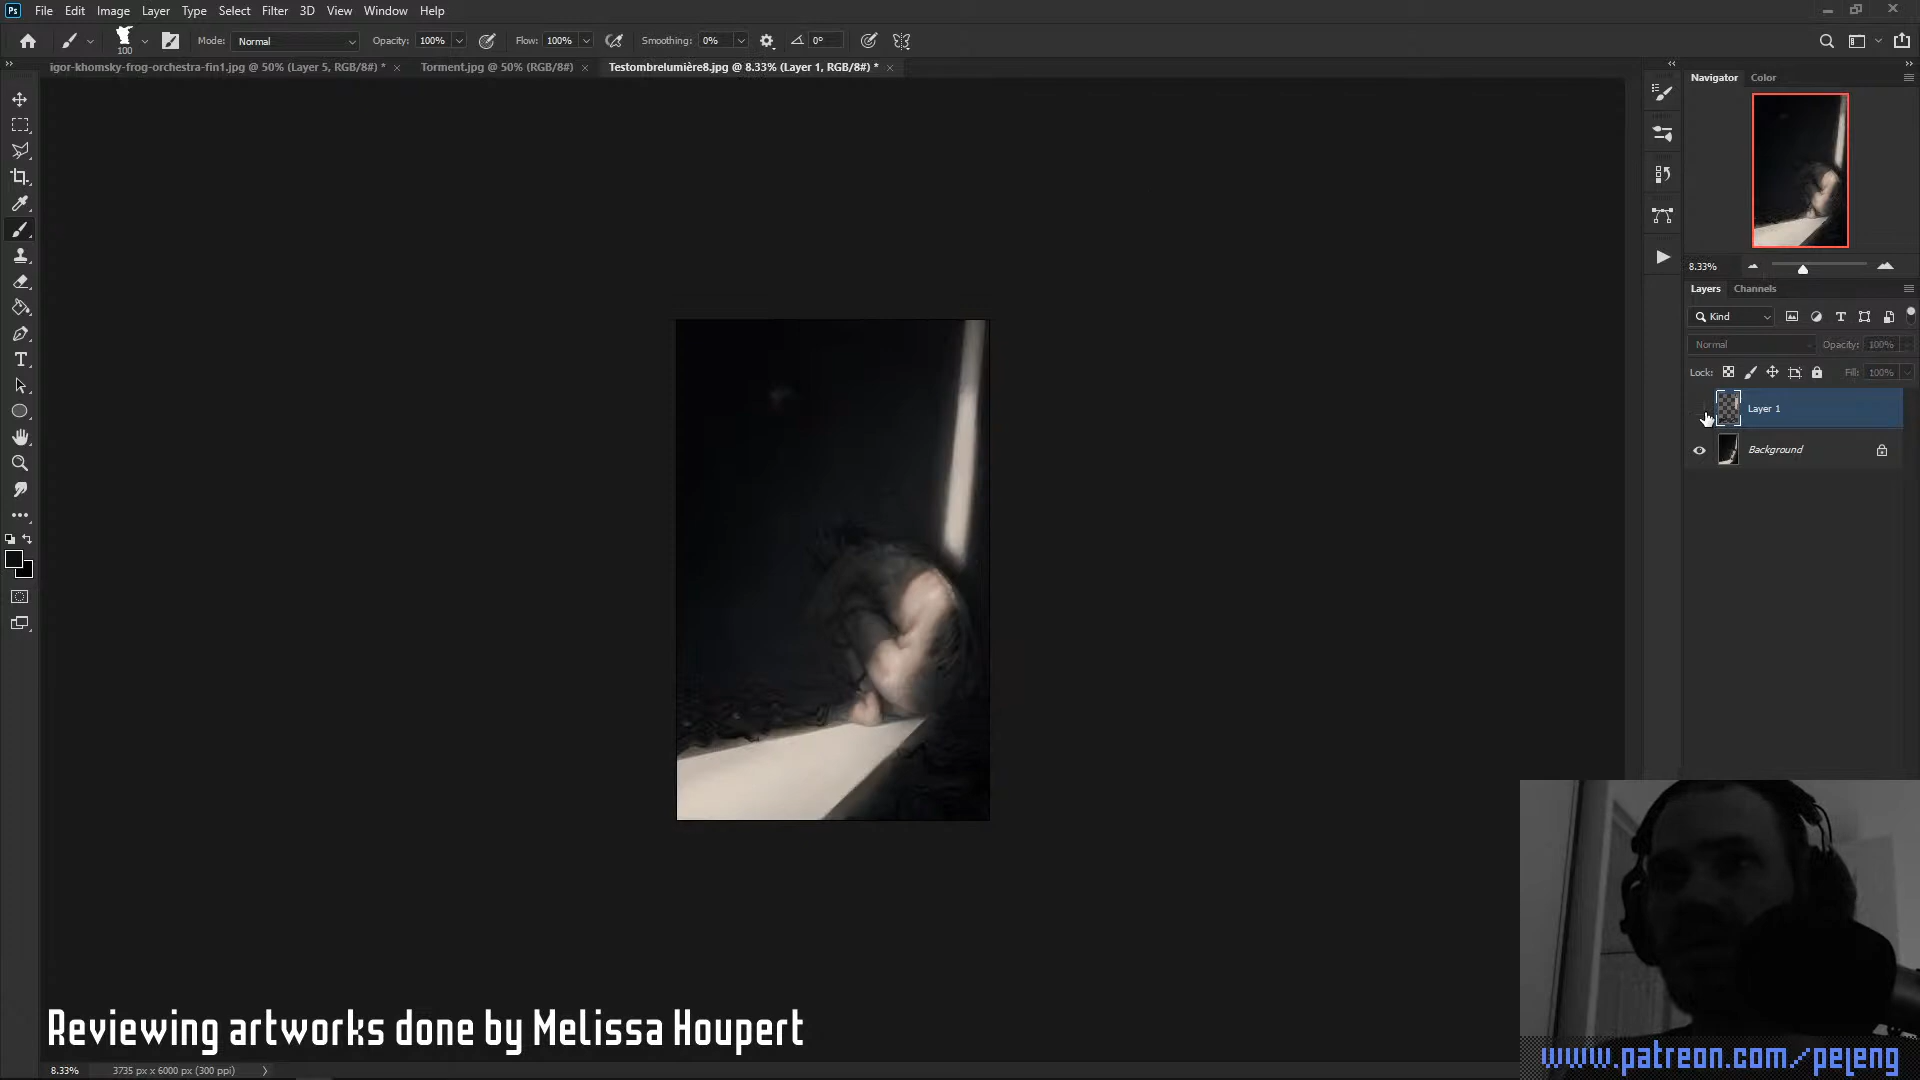 Ps File Edit Image Layer Type Select Filter 3D View Window Help
100 Mode: Normal Opacity: 100% Flow: 100% Smoothing: 0% 0°
igor-khomsky-frog-orchestra-fin1.jpg @ 50% (Layer 5, RGB/8#) * Torment.jpg @ 50% (RGB/8#) Testombrelumière8.jpg @ 8.33% (Layer 1, RGB/8#) *
Navigator Color
8.33%
Layers Channels
Kind
Normal Opacity: 100%
Lock: Fill: 100%
Layer 1
Background
Reviewing artworks done by Melissa Houpert
www.patreon.com/peleng
8.33% 3735 px x 6000 px (300 ppi)